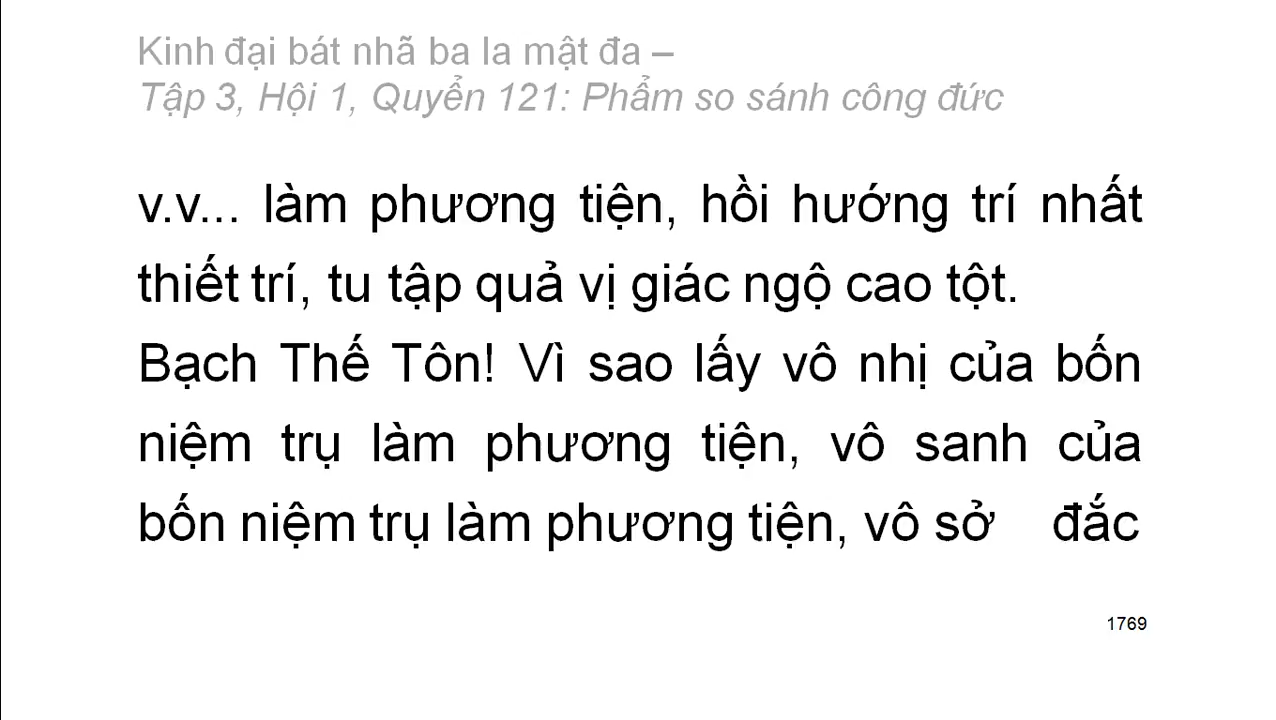 Kinh đại bát nhã ba la mật đa –
Tập 3, Hội 1, Quyển 121: Phẩm so sánh công đức
v.v... làm phương tiện, hồi hướng trí nhất
thiết trí, tu tập quả vị giác ngộ cao tột.
Bạch Thế Tôn! Vì sao lấy vô nhị của bốn
niệm trụ làm phương tiện, vô sanh của
bốn niệm trụ làm phương tiện, vô sở đắc
1769